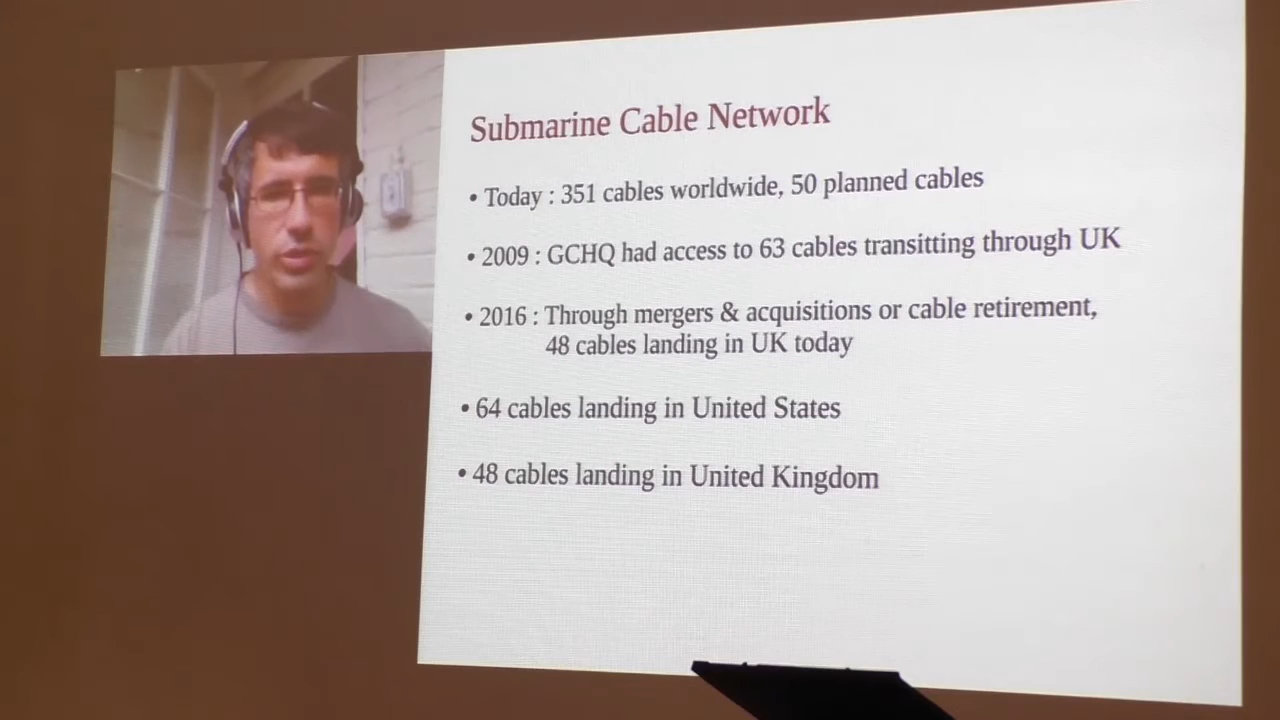 Submarine Cable Network
• Today : 351 cables worldwide, 50 planned cables
• 2009 : GCHQ had access to 63 cables transitting through UK
• 2016 : Through mergers & acquisitions or cable retirement,
48 cables landing in UK today
• 64 cables landing in United States
• 48 cables landing in United Kingdom